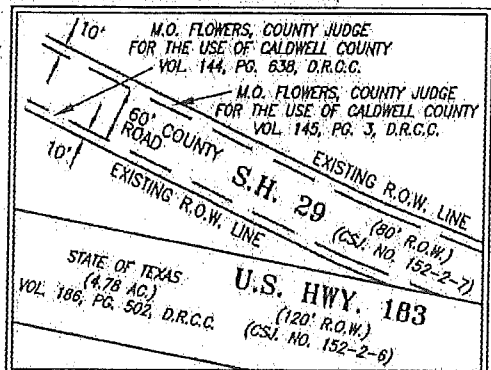 10'
M.O. FLOWERS, COUNTY JUDGE
FOR THE USE OF CALDWELL COUNTY
VOL. 144, PG. 638, D.R.C.C.
M.O. FLOWERS, COUNTY JUDGE
FOR THE USE OF CALDWELL COUNTY
VOL. 145, PG. 3, D.R.C.C.
60' COUNTY
ROAD
10'
EXISTING R.O.W. LINE
S.H. 29
(80' R.O.W.)
(CSJ. NO. 152-2-7)
EXISTING R.O.W. LINE
STATE OF TEXAS
(4.78 AC.)
VOL. 186, PG. 502, D.R.C.C.
U.S. HWY. 183
(120' R.O.W.)
(CSJ. NO. 152-2-6)